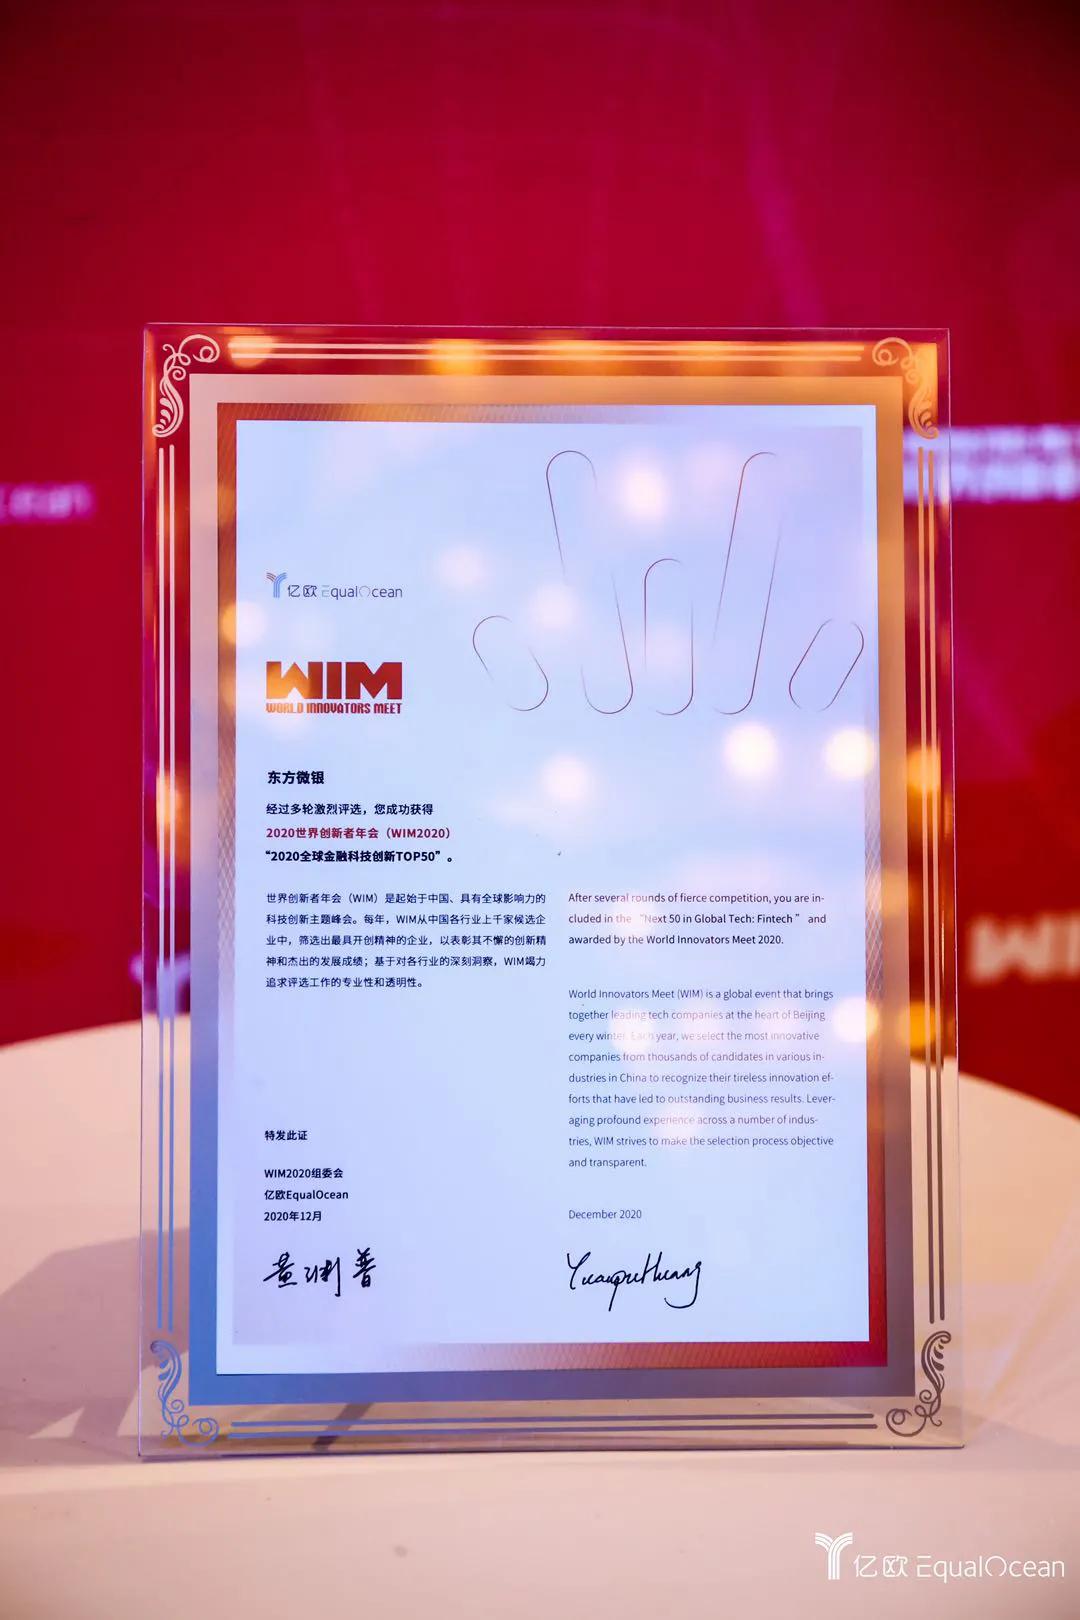 亿欧 EqualOcean
WIM
WORLD INNOVATORS MEET
东方微银
经过多轮激烈评选，您成功获得
2020世界创新者年会（WIM2020）
“2020全球金融科技创新TOP50”。
世界创新者年会（WIM）是起始于中国、具有全球影响力的
科技创新主题峰会。每年，WIM从中国各行业上千家候选企
业中，筛选出最具开创精神的企业，以表彰其不懈的创新精
神和杰出的发展成绩；基于对各行业的深刻洞察，WIM竭力
追求评选工作的专业性和透明性。
特发此证
WIM2020组委会
亿欧EqualOcean
2020年12月
黄渊普
After several rounds of fierce competition, you are in-
cluded in the “Next 50 in Global Tech: Fintech ” and
awarded by the World Innovators Meet 2020.
World Innovators Meet (WIM) is a global event that brings
together leading tech companies at the heart of Beijing
every winter. Each year, we select the most innovative
companies from thousands of candidates in various in-
dustries in China to recognize their tireless innovation ef-
forts that have led to outstanding business results. Lever-
aging profound experience across a number of indus-
tries, WIM strives to make the selection process objective
and transparent.
December 2020
Yuanpu Huang
亿欧 EqualOcean